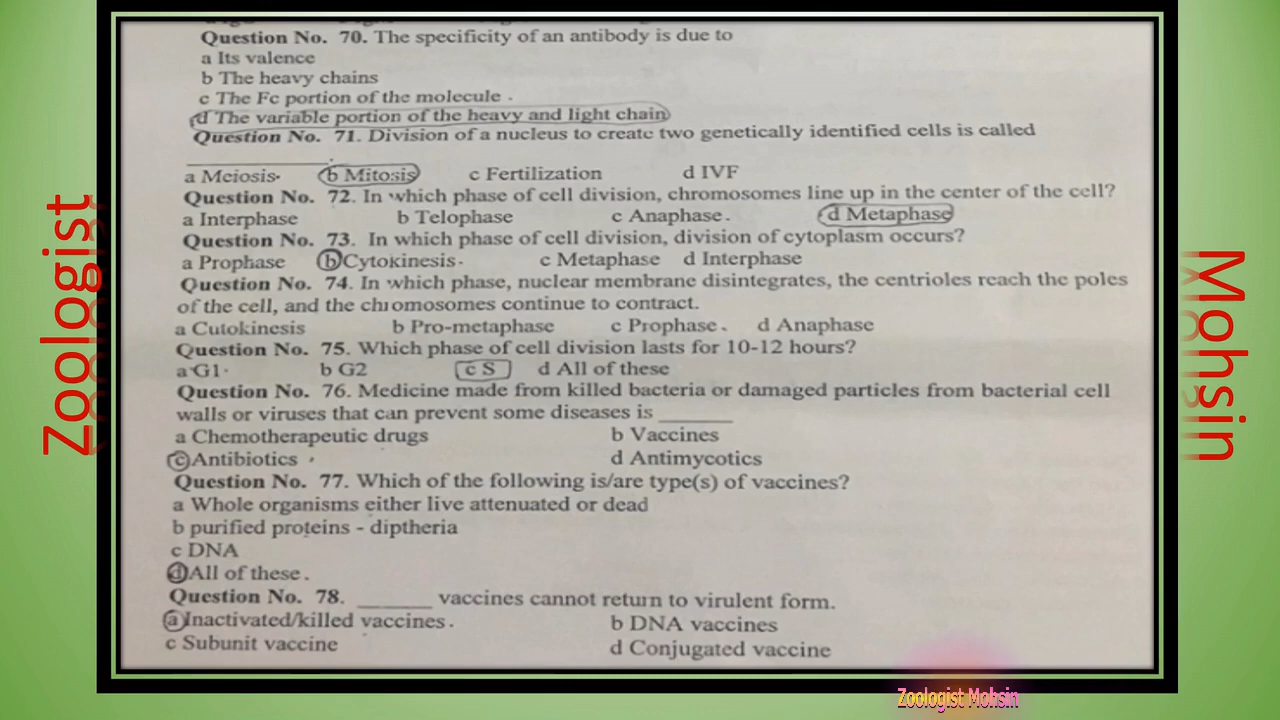 Question No. 70. The specificity of an antibody is due to
a Its valence
b The heavy chains
c The Fc portion of the molecule .
d The variable portion of the heavy and light chain
Question No. 71. Division of a nucleus to create two genetically identified cells is called
____________.
a Meiosis b Mitosis c Fertilization d IVF
Question No. 72. In which phase of cell division, chromosomes line up in the center of the cell?
a Interphase b Telophase c Anaphase. d Metaphase
Question No. 73. In which phase of cell division, division of cytoplasm occurs?
a Prophase b Cytokinesis c Metaphase d Interphase
Question No. 74. In which phase, nuclear membrane disintegrates, the centrioles reach the poles
of the cell, and the chromosomes continue to contract.
a Cutokinesis b Pro-metaphase c Prophase. d Anaphase
Question No. 75. Which phase of cell division lasts for 10-12 hours?
a G1 b G2 c S d All of these
Question No. 76. Medicine made from killed bacteria or damaged particles from bacterial cell
walls or viruses that can prevent some diseases is ______
a Chemotherapeutic drugs b Vaccines
c Antibiotics d Antimycotics
Question No. 77. Which of the following is/are type(s) of vaccines?
a Whole organisms either live attenuated or dead
b purified proteins - diptheria
c DNA
d All of these.
Question No. 78. ______ vaccines cannot return to virulent form.
a Inactivated/killed vaccines. b DNA vaccines
c Subunit vaccine d Conjugated vaccine
Zoologist
Mohsin
Zoologist Mohsin